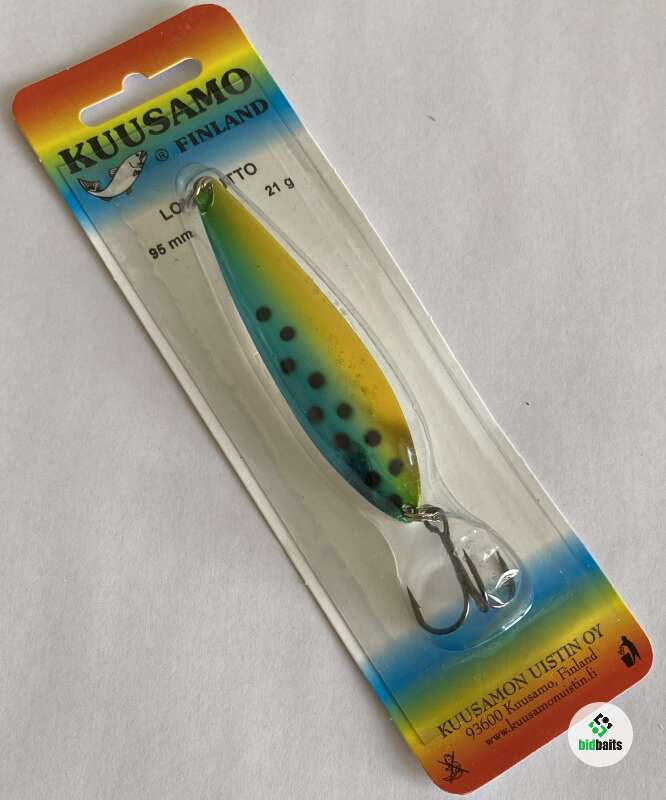 KUUSAMO
® FINLAND
95 mm 21 g
KUUSAMON UISTIN OY
93600 Kuusamo, Finland
www.kuusamonuistin.fi
bidbaits